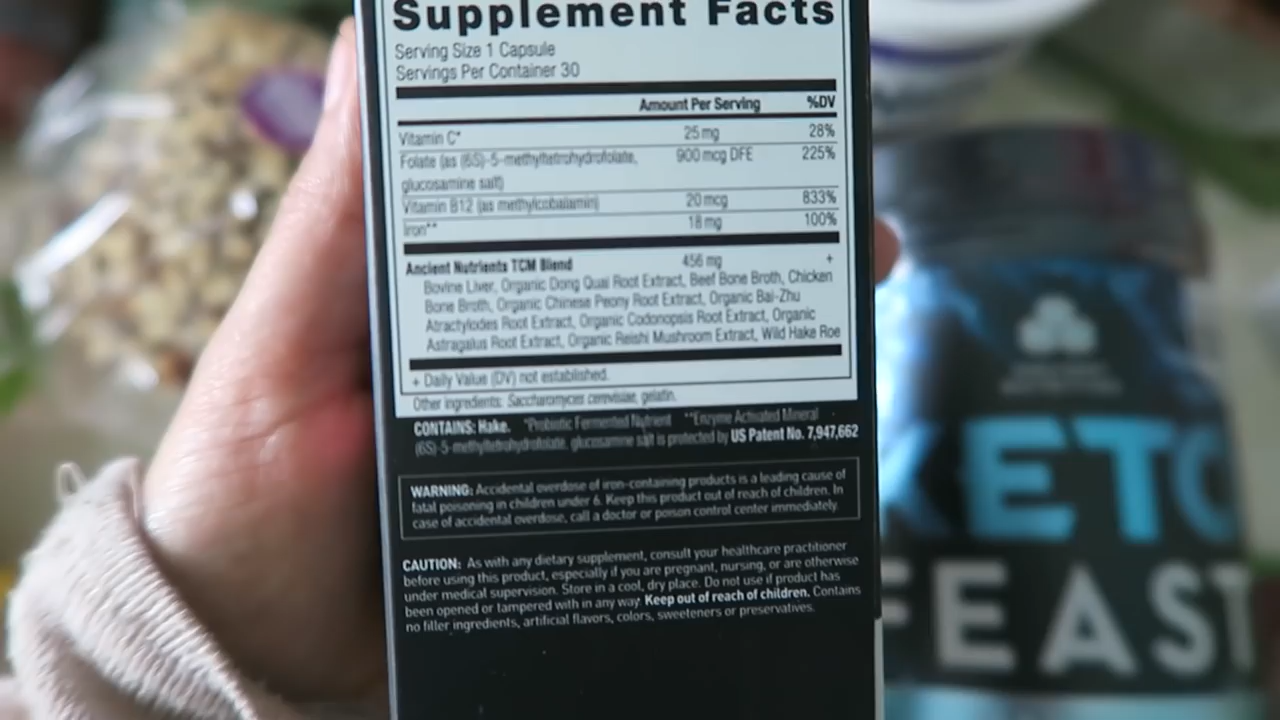 Supplement Facts
Serving Size 1 Capsule
Servings Per Container 30
Amount Per Serving %DV
Vitamin C* 25 mg 28%
Folate (as (6S)-5-methyltetrahydrofolate, 900 mcg DFE 225%
glucosamine salt)
Vitamin B12 (as methylcobalamin) 20 mcg 833%
Iron** 18 mg 100%
Ancient Nutrients TCM Blend 456 mg +
Bovine Liver, Organic Dong Quai Root Extract, Beef Bone Broth, Chicken
Bone Broth, Organic Chinese Peony Root Extract, Organic Bai-Zhu
Atractylodes Root Extract, Organic Codonopsis Root Extract, Organic
Astragalus Root Extract, Organic Reishi Mushroom Extract, Wild Hake Roe
+ Daily Value (DV) not established.
Other ingredients: Saccharomyces cerevisiae, gelatin.
CONTAINS: Hake. *Probiotic Fermented Nutrient **Enzyme Activated Mineral
(6S)-5-methyltetrahydrofolate, glucosamine salt is protected by US Patent No. 7,947,662
WARNING: Accidental overdose of iron-containing products is a leading cause of
fatal poisoning in children under 6. Keep this product out of reach of children. In
case of accidental overdose, call a doctor or poison control center immediately.
CAUTION: As with any dietary supplement, consult your healthcare practitioner
before using this product, especially if you are pregnant, nursing, or are otherwise
under medical supervision. Store in a cool, dry place. Do not use if product has
been opened or tampered with in any way. Keep out of reach of children. Contains
no filler ingredients, artificial flavors, colors, sweeteners or preservatives.
KETO
FEAST